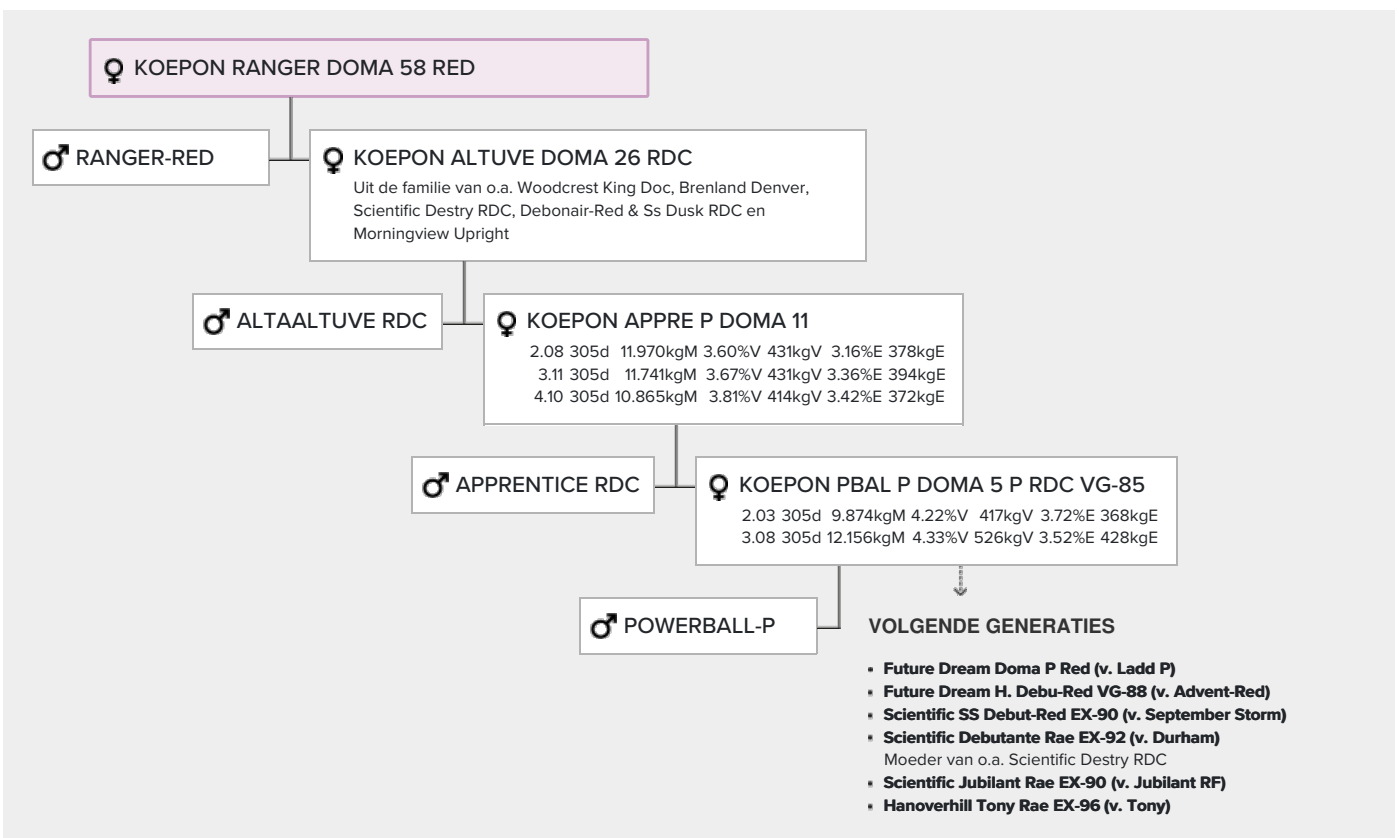 KOEPON RANGER DOMA 58 RED
RANGER-RED
KOEPON ALTUVE DOMA 26 RDC
Uit de familie van o.a. Woodcrest King Doc, Brenland Denver,
Scientific Destry RDC, Debonair-Red & Ss Dusk RDC en
Morningview Upright
ALTAALTUVE RDC
KOEPON APPRE P DOMA 11
2.08 305d 11.970kgM 3.60%V 431kgV 3.16%E 378kgE
3.11 305d 11.741kgM 3.67%V 431kgV 3.36%E 394kgE
4.10 305d 10.865kgM 3.81%V 414kgV 3.42%E 372kgE
APPRENTICE RDC
KOEPON PBAL P DOMA 5 P RDC VG-85
2.03 305d 9.874kgM 4.22%V 417kgV 3.72%E 368kgE
3.08 305d 12.156kgM 4.33%V 526kgV 3.52%E 428kgE
POWERBALL-P
VOLGENDE GENERATIES
Future Dream Doma P Red (v. Ladd P)
Future Dream H. Debu-Red VG-88 (v. Advent-Red)
Scientific SS Debut-Red EX-90 (v. September Storm)
Scientific Debutante Rae EX-92 (v. Durham)
Moeder van o.a. Scientific Destry RDC
Scientific Jubilant Rae EX-90 (v. Jubilant RF)
Hanoverhill Tony Rae EX-96 (v. Tony)